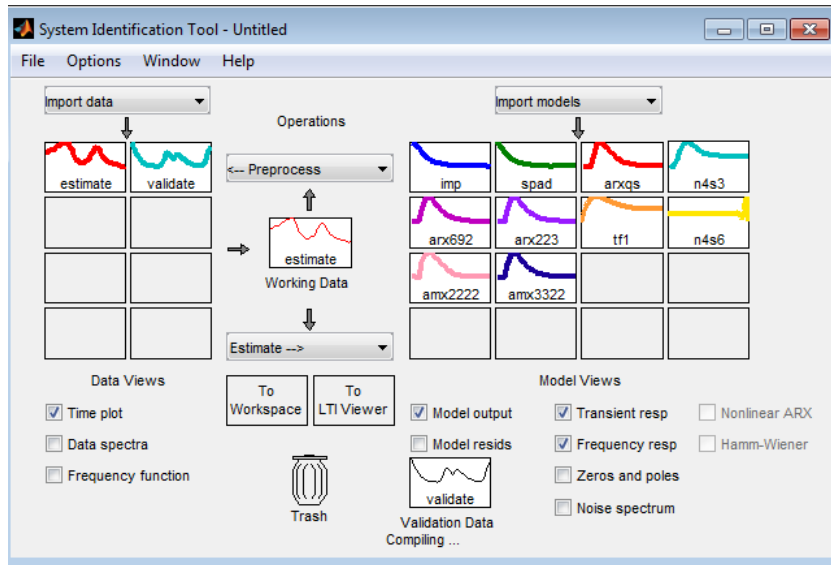 System Identification Tool - Untitled
File Options Window Help
Import data
Import models
Operations
estimate validate
<-- Preprocess
imp spad arxqs n4s3
estimate
Working Data
arx692 arx223 tf1 n4s6
amx2222 amx3322
Estimate -->
Data Views
Model Views
To Workspace
To LTI Viewer
Time plot
Data spectra
Frequency function
Model output
Model resids
Transient resp
Frequency resp
Zeros and poles
Noise spectrum
Nonlinear ARX
Hamm-Wiener
Trash
validate
Validation Data
Compiling ...